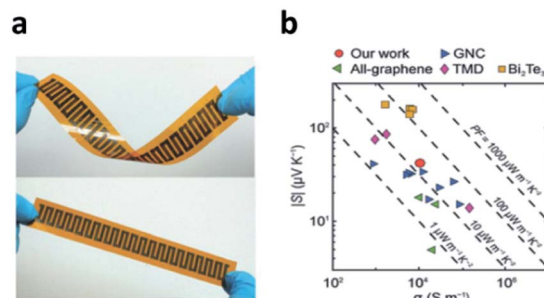 a
b
Our work
GNC
All-graphene
TMD
Bi₂Te₃
|S| (μV K⁻¹)
10²
10¹
PF = 1000 μW m⁻¹ K⁻²
100 μW m⁻¹ K⁻²
10 μW m⁻¹ K⁻²
1 μW m⁻¹ K⁻²
10²
10⁴
10⁶
σ (S m⁻¹)